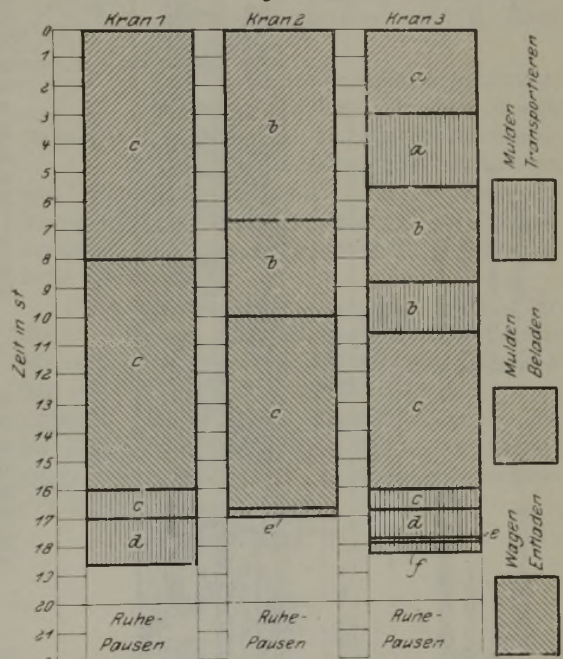 Kran 1 Kran 2 Kran 3
0
1
2
3
4
5
6
7
8
9
10
11
12
13
14
15
16
17
18
19
20
21
Zeit in st
c
c
c
d
b
b
c
e
a
a
b
b
c
c
d
e
f
Ruhe-
Pausen
Ruhe-
Pausen
Ruhe-
Pausen
Mulden
Transportieren
Mulden
Beladen
Wagen
Entladen